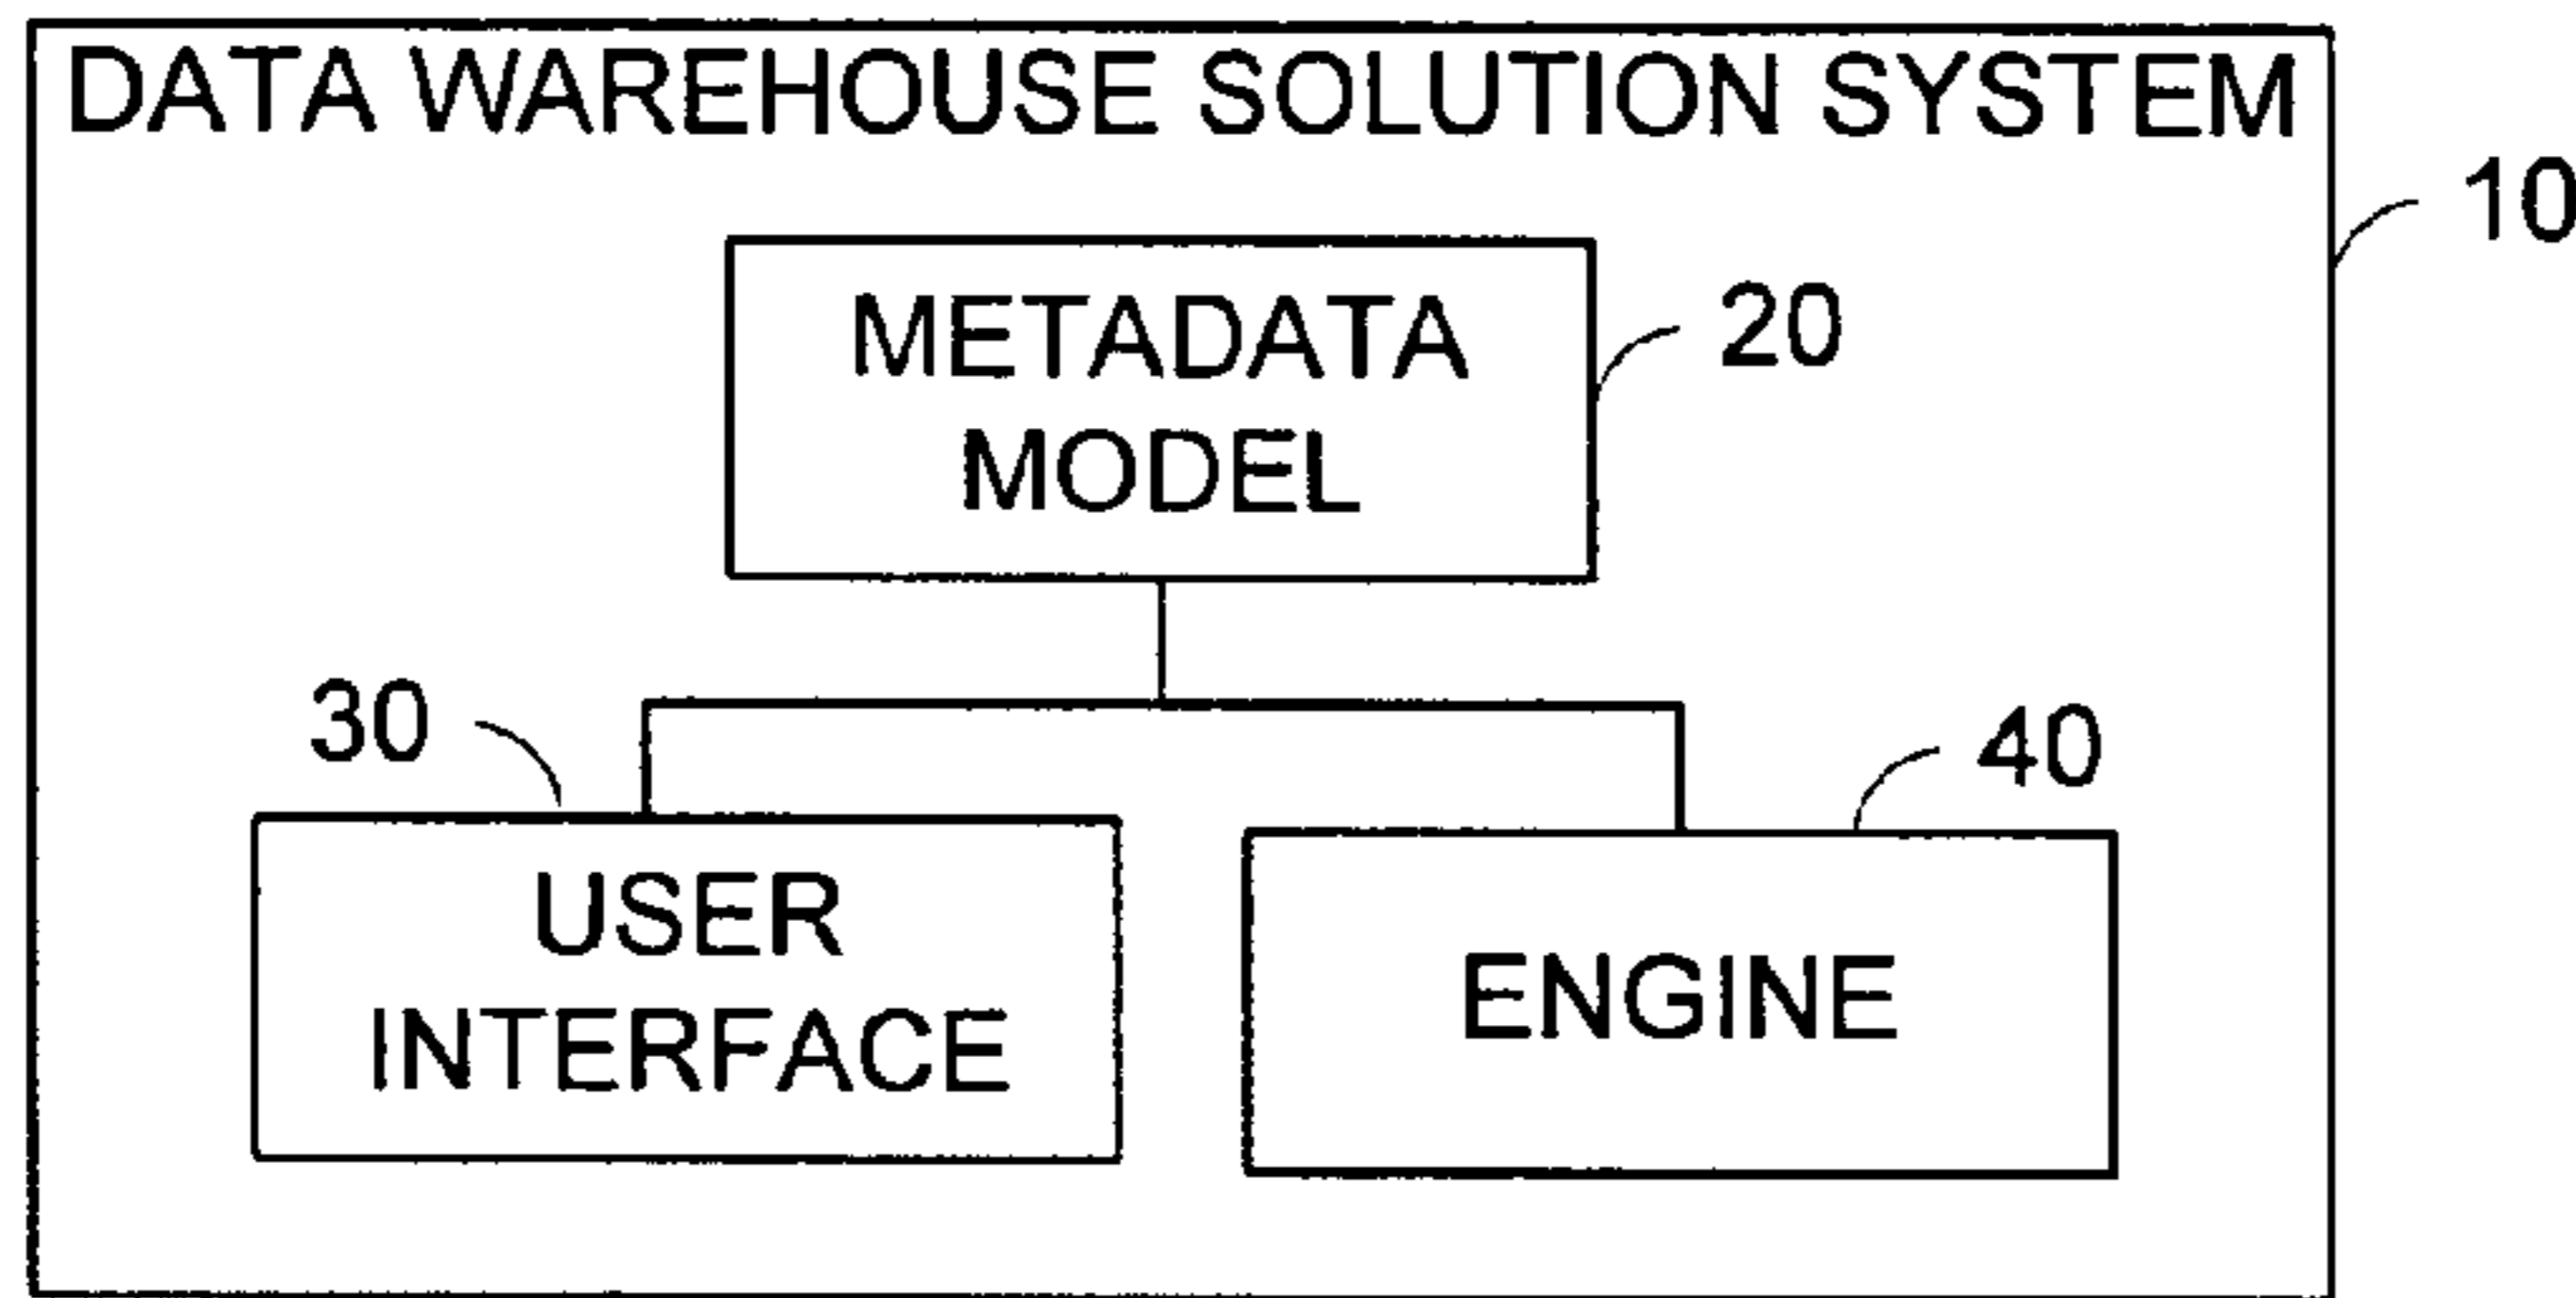 DATA WAREHOUSE SOLUTION SYSTEM
10
METADATA
MODEL
20
30
40
USER
INTERFACE
ENGINE